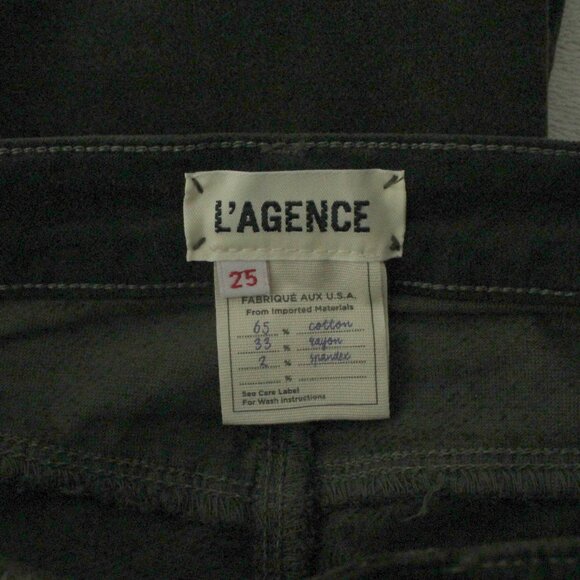 L'AGENCE
25
FABRIQUÉ AUX U.S.A.
From Imported Materials
65 % cotton
33 % rayon
2 % spandex
%
See Care Label
For Wash Instructions